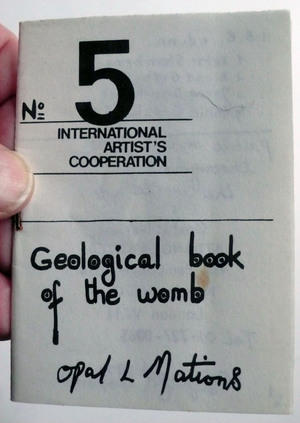 Nº 5
INTERNATIONAL
ARTIST'S
COOPERATION
Geological book
of the womb
Opal L Nations